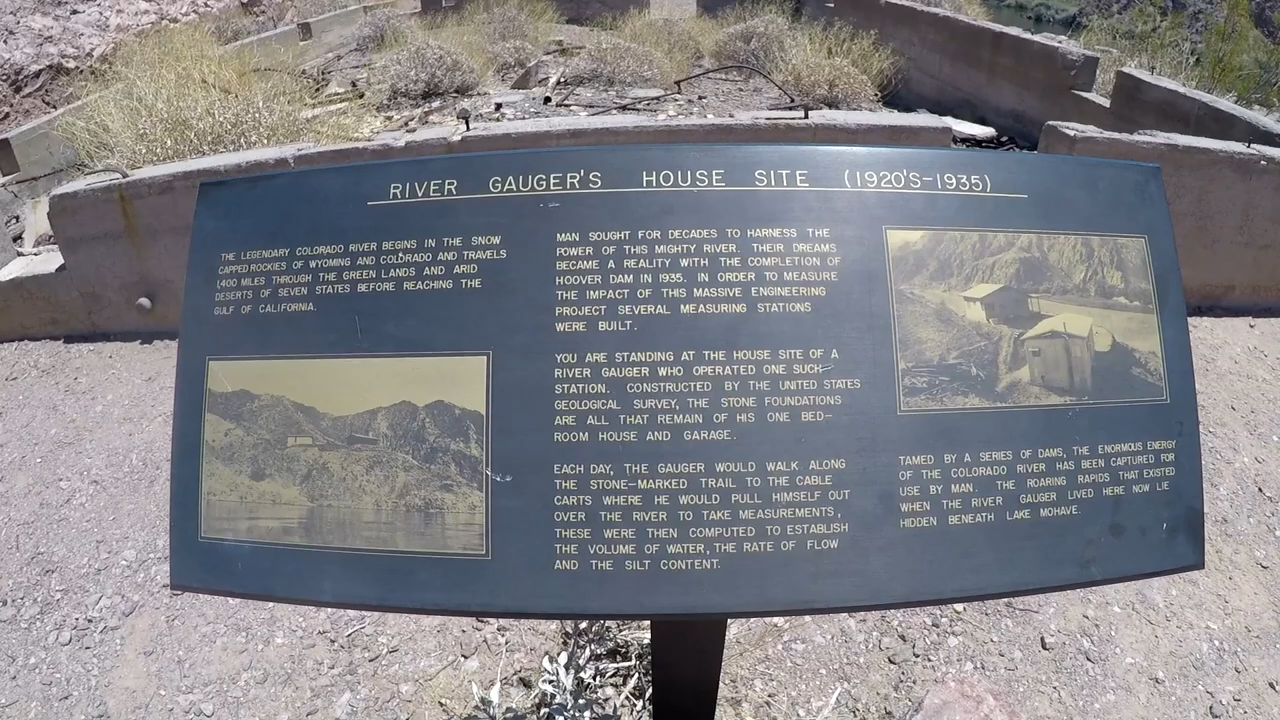 RIVER GAUGER'S HOUSE SITE (1920'S-1935)
THE LEGENDARY COLORADO RIVER BEGINS IN THE SNOW
CAPPED ROCKIES OF WYOMING AND COLORADO AND TRAVELS
1,400 MILES THROUGH THE GREEN LANDS AND ARID
DESERTS OF SEVEN STATES BEFORE REACHING THE
GULF OF CALIFORNIA.
MAN SOUGHT FOR DECADES TO HARNESS THE
POWER OF THIS MIGHTY RIVER. THEIR DREAMS
BECAME A REALITY WITH THE COMPLETION OF
HOOVER DAM IN 1935. IN ORDER TO MEASURE
THE IMPACT OF THIS MASSIVE ENGINEERING
PROJECT SEVERAL MEASURING STATIONS
WERE BUILT.
YOU ARE STANDING AT THE HOUSE SITE OF A
RIVER GAUGER WHO OPERATED ONE SUCH
STATION. CONSTRUCTED BY THE UNITED STATES
GEOLOGICAL SURVEY, THE STONE FOUNDATIONS
ARE ALL THAT REMAIN OF HIS ONE BED-
ROOM HOUSE AND GARAGE.
EACH DAY, THE GAUGER WOULD WALK ALONG
THE STONE-MARKED TRAIL TO THE CABLE
CARTS WHERE HE WOULD PULL HIMSELF OUT
OVER THE RIVER TO TAKE MEASUREMENTS,
THESE WERE THEN COMPUTED TO ESTABLISH
THE VOLUME OF WATER, THE RATE OF FLOW
AND THE SILT CONTENT.
TAMED BY A SERIES OF DAMS, THE ENORMOUS ENERGY
OF THE COLORADO RIVER HAS BEEN CAPTURED FOR
USE BY MAN. THE ROARING RAPIDS THAT EXISTED
WHEN THE RIVER GAUGER LIVED HERE NOW LIE
HIDDEN BENEATH LAKE MOHAVE.